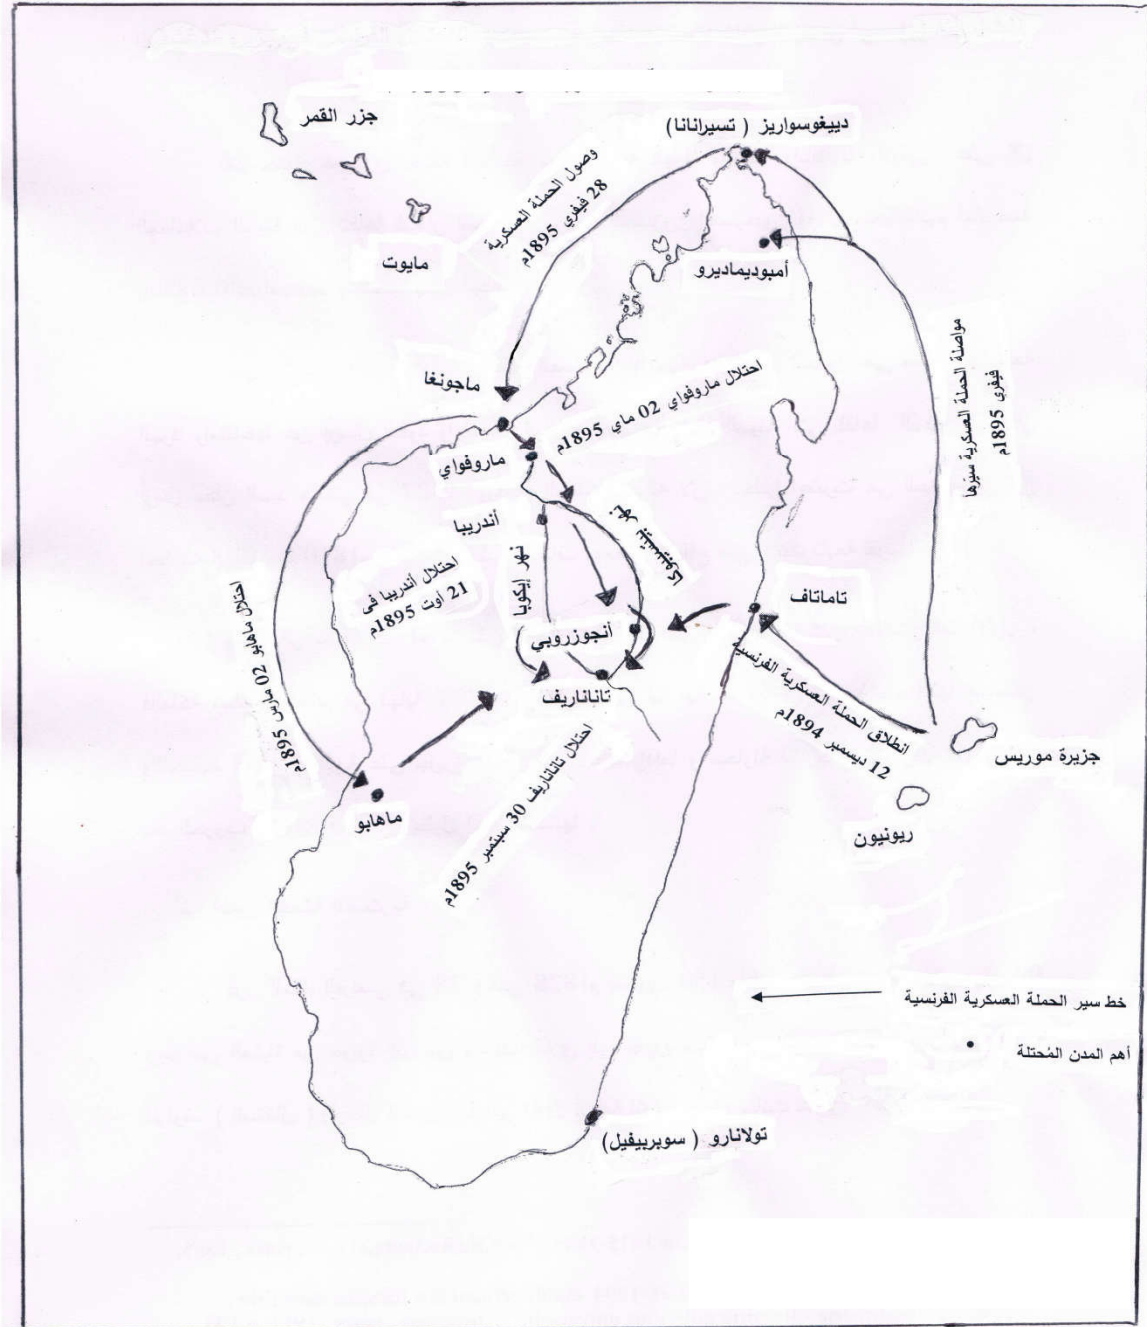 جزر القمر
دييغوسواريز ( تسيرانانا)
وصول الحملة العسكرية
28 فيفري 1895م
مايوت
أمبوديماديرو
مواصلة الحملة العسكرية سيرها
فيفري 1895م
ماجونغا
احتلال ماروفواي 02 ماي 1895م
ماروفواي
أندريبا
نهر إيكوبا
احتلال أندريبا في
21 أوت 1895م
احتلال ماهابو 02 مارس 1895م
تاماتاف
أنجوزروبي
تاناناريف
انطلاق الحملة العسكرية الفرنسية
12 ديسمبر 1894م
جزيرة موريس
احتلال تاناناريف 30 سبتمبر 1895م
ماهابو
ريونيون
خط سير الحملة العسكرية الفرنسية
أهم المدن المُحتلة
تولانارو ( سوبربيفيل)